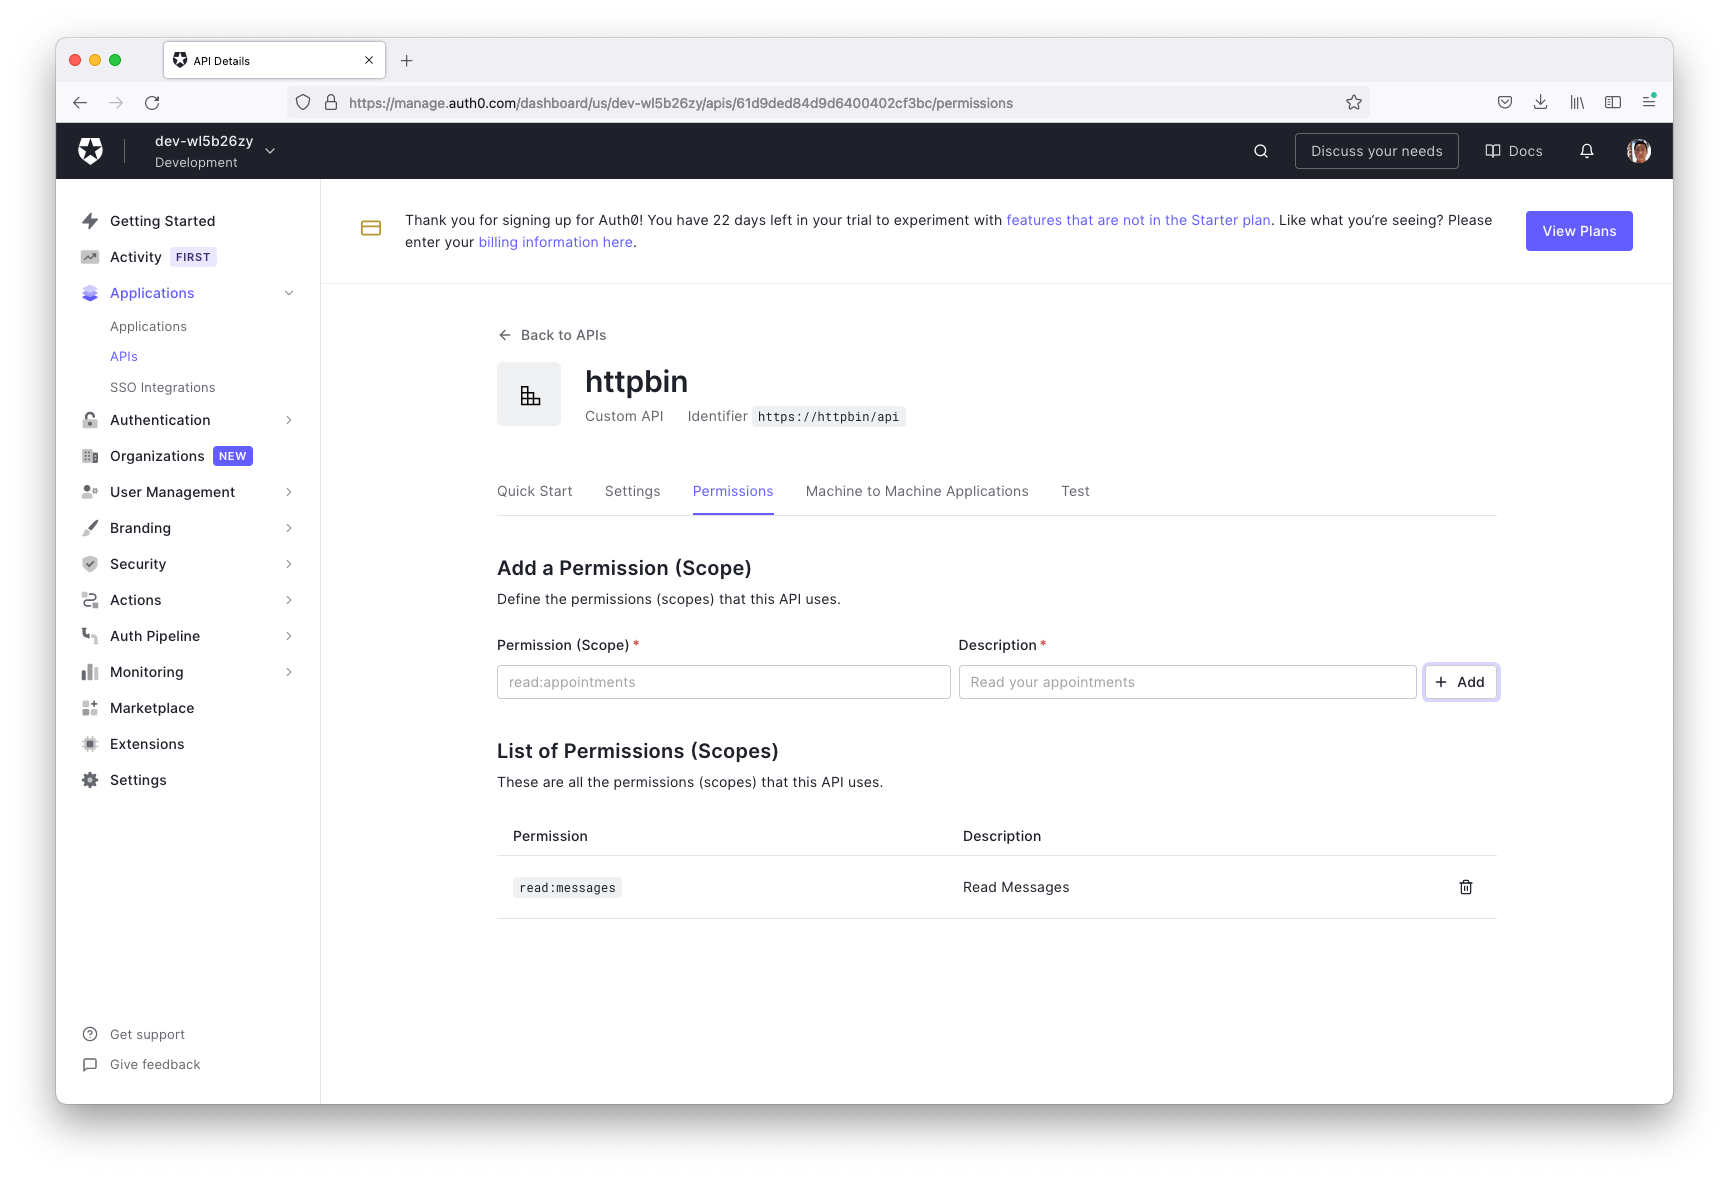 API Details
https://manage.auth0.com/dashboard/us/dev-wl5b26zy/apis/61d9ded84d9d6400402cf3bc/permissions
dev-wl5b26zy
Development
Discuss your needs
Docs
Getting Started
Activity FIRST
Applications
Applications
APIs
SSO Integrations
Authentication
Organizations NEW
User Management
Branding
Security
Actions
Auth Pipeline
Monitoring
Marketplace
Extensions
Settings
Get support
Give feedback
Thank you for signing up for Auth0! You have 22 days left in your trial to experiment with features that are not in the Starter plan. Like what you’re seeing? Please
enter your billing information here.
View Plans
Back to APIs
httpbin
Custom API Identifier https://httpbin/api
Quick Start Settings Permissions Machine to Machine Applications Test
Add a Permission (Scope)
Define the permissions (scopes) that this API uses.
Permission (Scope) * Description *
read:appointments Read your appointments + Add
List of Permissions (Scopes)
These are all the permissions (scopes) that this API uses.
Permission Description
read:messages Read Messages